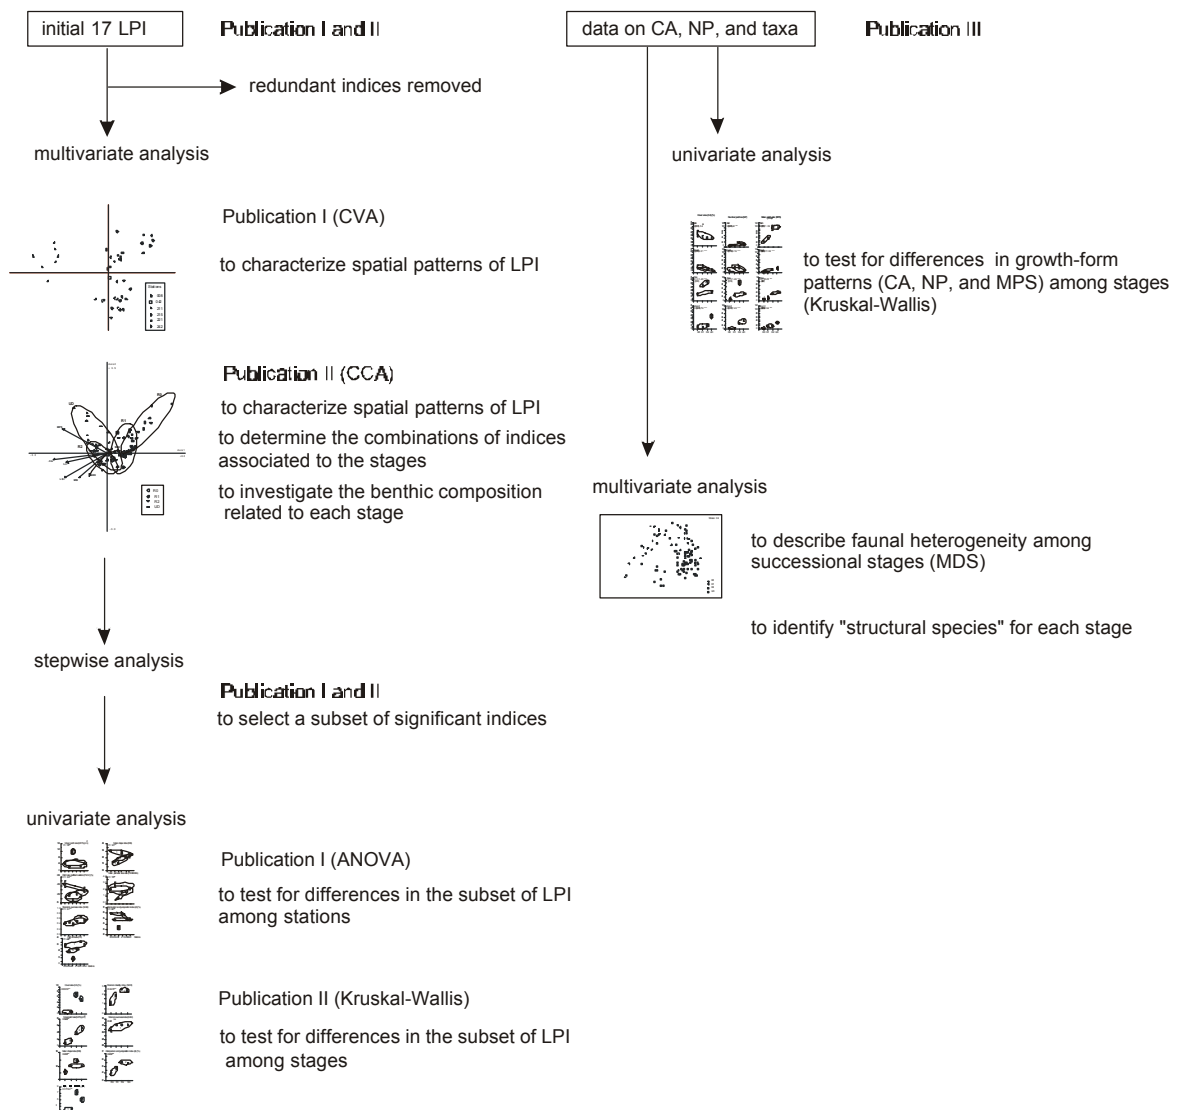 initial 17 LPI
Publication I and II
redundant indices removed
multivariate analysis
Publication I (CVA)
to characterize spatial patterns of LPI
Publication II (CCA)
to characterize spatial patterns of LPI
to determine the combinations of indices
associated to the stages
to investigate the benthic composition
related to each stage
stepwise analysis
Publication I and II
to select a subset of significant indices
univariate analysis
Publication I (ANOVA)
to test for differences in the subset of LPI
among stations
Publication II (Kruskal-Wallis)
to test for differences in the subset of LPI
among stages
data on CA, NP, and taxa
Publication III
univariate analysis
to test for differences in growth-form
patterns (CA, NP, and MPS) among stages
(Kruskal-Wallis)
multivariate analysis
to describe faunal heterogeneity among
successional stages (MDS)
to identify "structural species" for each stage